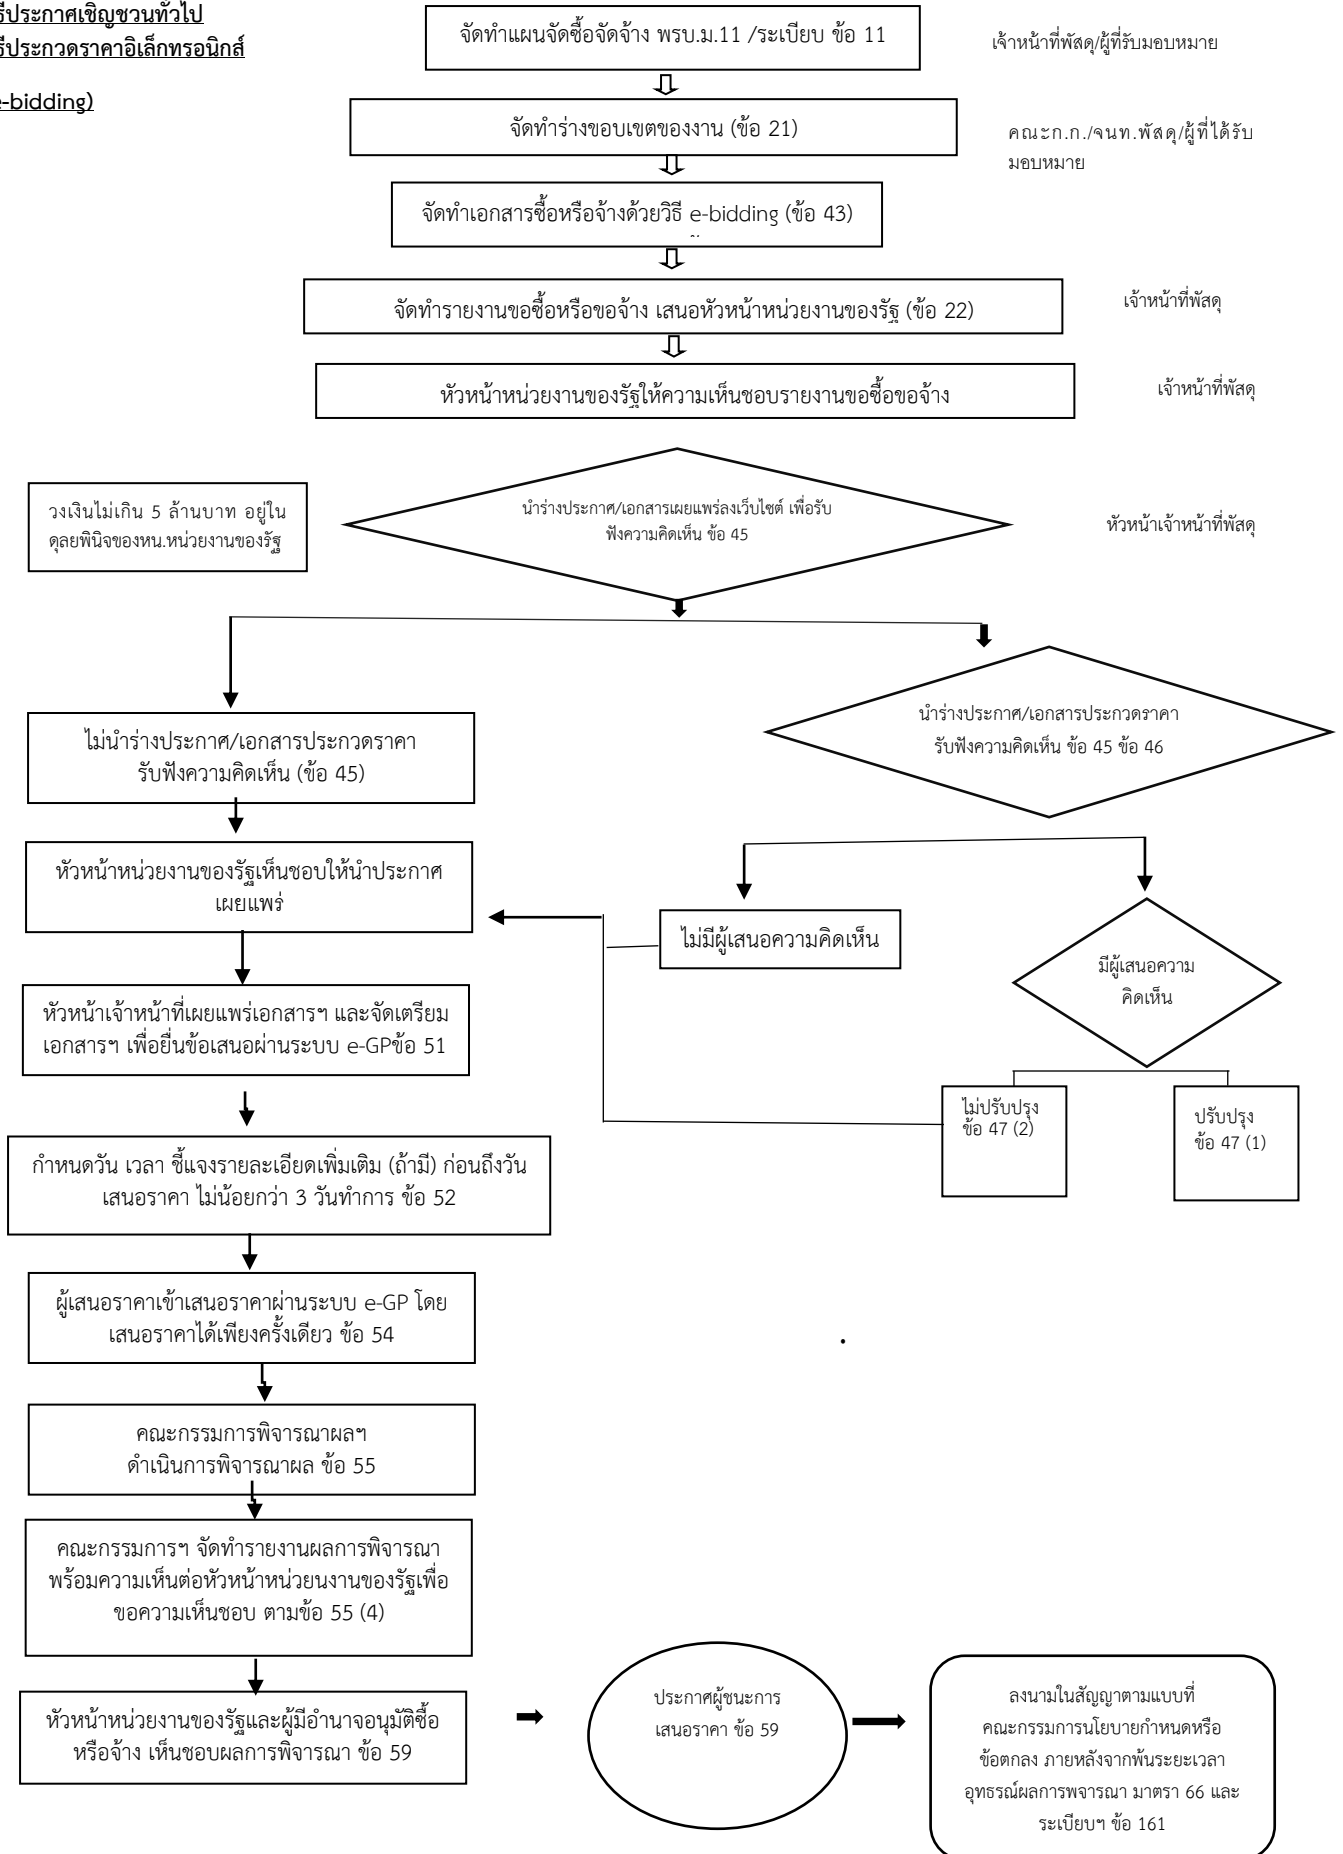 ธีประกาศเชิญชวนทั่วไป
ธีประกวดราคาอิเล็กทรอนิกส์
e-bidding)
จัดทำแผนจัดซื้อจัดจ้าง พรบ.ม.11 /ระเบียบ ข้อ 11
เจ้าหน้าที่พัสดุ/ผู้ที่รับมอบหมาย
จัดทำร่างขอบเขตของงาน (ข้อ 21)
คณะก.ก./จนท.พัสดุ/ผู้ที่ได้รับ
มอบหมาย
จัดทำเอกสารซื้อหรือจ้างด้วยวิธี e-bidding (ข้อ 43)
จัดทำรายงานขอซื้อหรือขอจ้าง เสนอหัวหน้าหน่วยงานของรัฐ (ข้อ 22)
เจ้าหน้าที่พัสดุ
หัวหน้าหน่วยงานของรัฐให้ความเห็นชอบรายงานขอซื้อขอจ้าง
เจ้าหน้าที่พัสดุ
วงเงินไม่เกิน 5 ล้านบาท อยู่ใน
ดุลยพินิจของหน.หน่วยงานของรัฐ
นำร่างประกาศ/เอกสารเผยแพร่ลงเว็บไซต์ เพื่อรับ
ฟังความคิดเห็น ข้อ 45
หัวหน้าเจ้าหน้าที่พัสดุ
ไม่นำร่างประกาศ/เอกสารประกวดราคา
รับฟังความคิดเห็น (ข้อ 45)
นำร่างประกาศ/เอกสารประกวดราคา
รับฟังความคิดเห็น ข้อ 45 ข้อ 46
หัวหน้าหน่วยงานของรัฐเห็นชอบให้นำประกาศ
เผยแพร่
ไม่มีผู้เสนอความคิดเห็น
มีผู้เสนอความ
คิดเห็น
หัวหน้าเจ้าหน้าที่เผยแพร่เอกสารฯ และจัดเตรียม
เอกสารฯ เพื่อยื่นข้อเสนอผ่านระบบ e-GPข้อ 51
ไม่ปรับปรุง
ข้อ 47 (2)
ปรับปรุง
ข้อ 47 (1)
กำหนดวัน เวลา ชี้แจงรายละเอียดเพิ่มเติม (ถ้ามี) ก่อนถึงวัน
เสนอราคา ไม่น้อยกว่า 3 วันทำการ ข้อ 52
ผู้เสนอราคาเข้าเสนอราคาผ่านระบบ e-GP โดย
เสนอราคาได้เพียงครั้งเดียว ข้อ 54
คณะกรรมการพิจารณาผลฯ
ดำเนินการพิจารณาผล ข้อ 55
คณะกรรมการฯ จัดทำรายงานผลการพิจารณา
พร้อมความเห็นต่อหัวหน้าหน่วยนงานของรัฐเพื่อ
ขอความเห็นชอบ ตามข้อ 55 (4)
หัวหน้าหน่วยงานของรัฐและผู้มีอำนาจอนุมัติซื้อ
หรือจ้าง เห็นชอบผลการพิจารณา ข้อ 59
ประกาศผู้ชนะการ
เสนอราคา ข้อ 59
ลงนามในสัญญาตามแบบที่
คณะกรรมการนโยบายกำหนดหรือ
ข้อตกลง ภายหลังจากพ้นระยะเวลา
อุทธรณ์ผลการพจารณา มาตรา 66 และ
ระเบียบฯ ข้อ 161